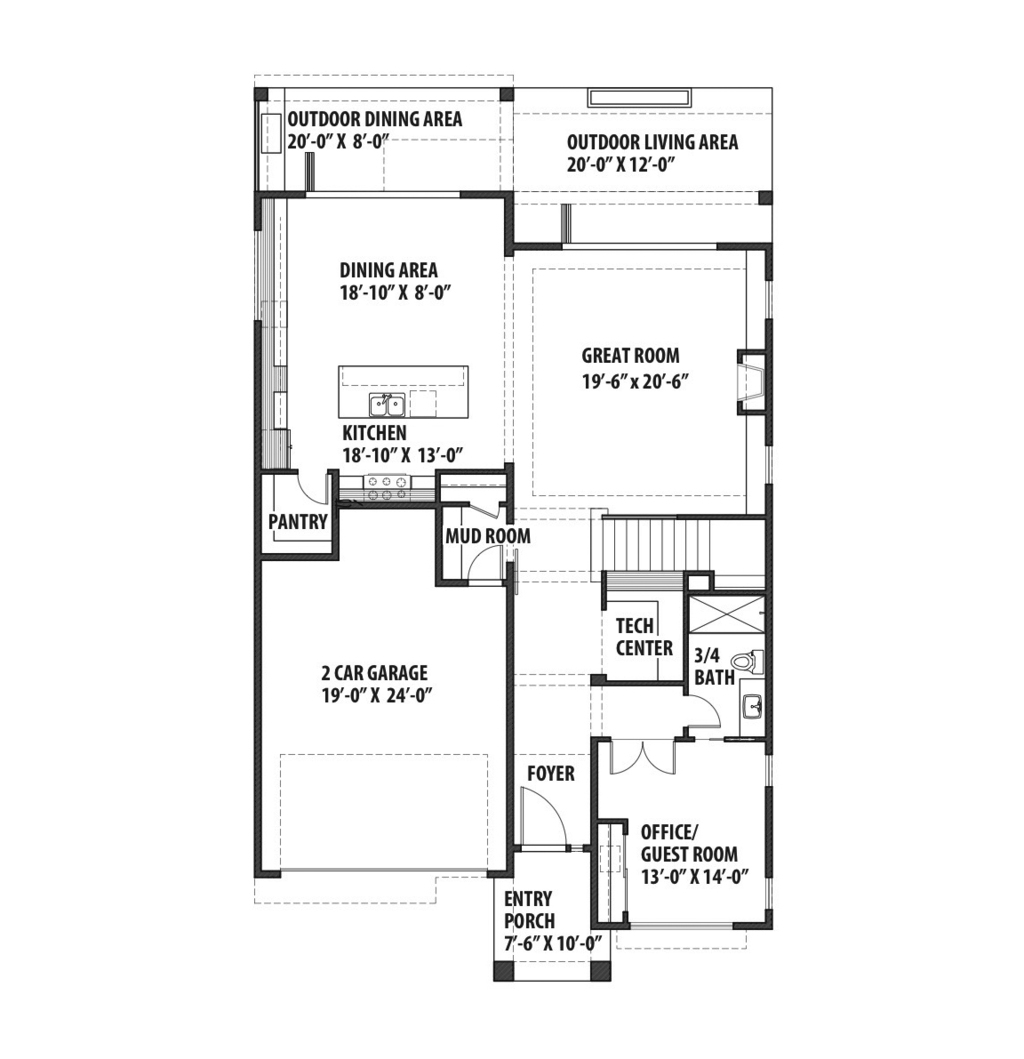 OUTDOOR DINING AREA
20’-0” X 8’-0”
OUTDOOR LIVING AREA
20’-0” X 12’-0”
DINING AREA
18’-10” X 8’-0”
GREAT ROOM
19’-6” x 20’-6”
KITCHEN
18’-10” X 13’-0”
PANTRY
MUD ROOM
TECH
CENTER
3/4
BATH
2 CAR GARAGE
19’-0” X 24’-0”
FOYER
OFFICE/
GUEST ROOM
13’-0” X 14’-0”
ENTRY
PORCH
7’-6” X 10’-0”